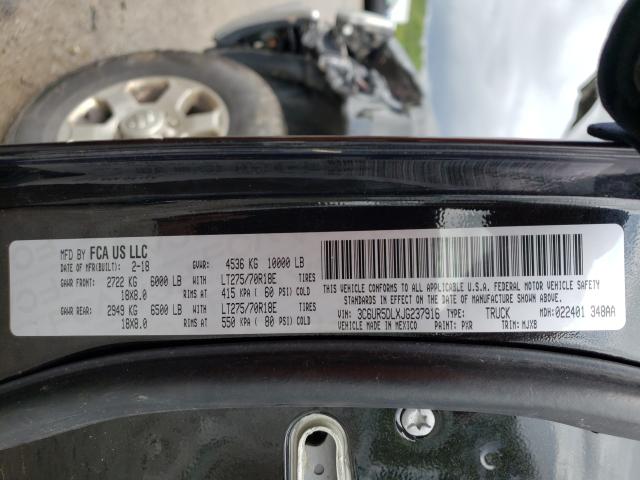 MFD BY FCA US LLC
DATE OF MFR(BUILT): 2-18 GVWR: 4536 KG 10000 LB
GAWR FRONT: 2722 KG 6000 LB WITH LT275/70R18E TIRES
18X8.0 RIMS AT 415 KPA ( 60 PSI) COLD
GAWR REAR: 2949 KG 6500 LB WITH LT275/70R18E TIRES
18X8.0 RIMS AT 550 KPA ( 80 PSI) COLD
THIS VEHICLE CONFORMS TO ALL APPLICABLE U.S.A. FEDERAL MOTOR VEHICLE SAFETY
STANDARDS IN EFFECT ON THE DATE OF MANUFACTURE SHOWN ABOVE.
VIN: 3C6UR5DLXJG237916 TYPE: TRUCK MDH: 022401 348AA
VEHICLE MADE IN MEXICO PAINT: PXR TRIM: MJX8